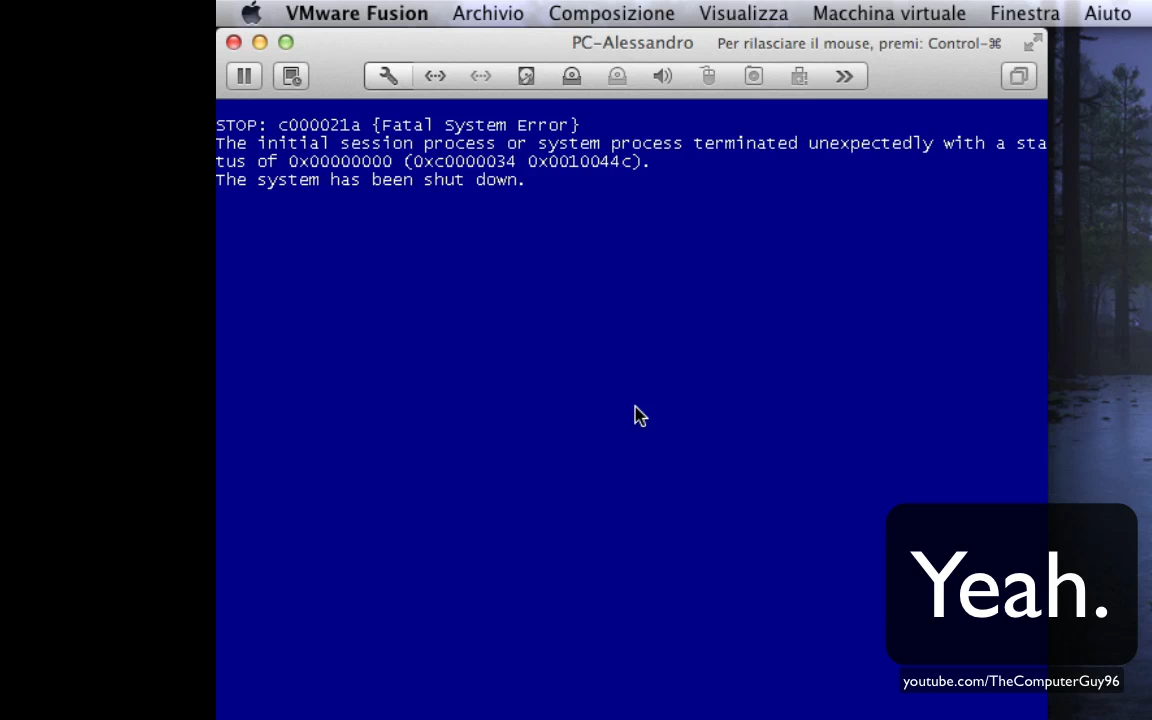 VMware Fusion Archivio Composizione Visualizza Macchina virtuale Finestra Aiuto
PC-Alessandro Per rilasciare il mouse, premi: Control-⌘
STOP: c000021a {Fatal System Error}
The initial session process or system process terminated unexpectedly with a sta
tus of 0x00000000 (0xc0000034 0x0010044c).
The system has been shut down.
Yeah.
youtube.com/TheComputerGuy96